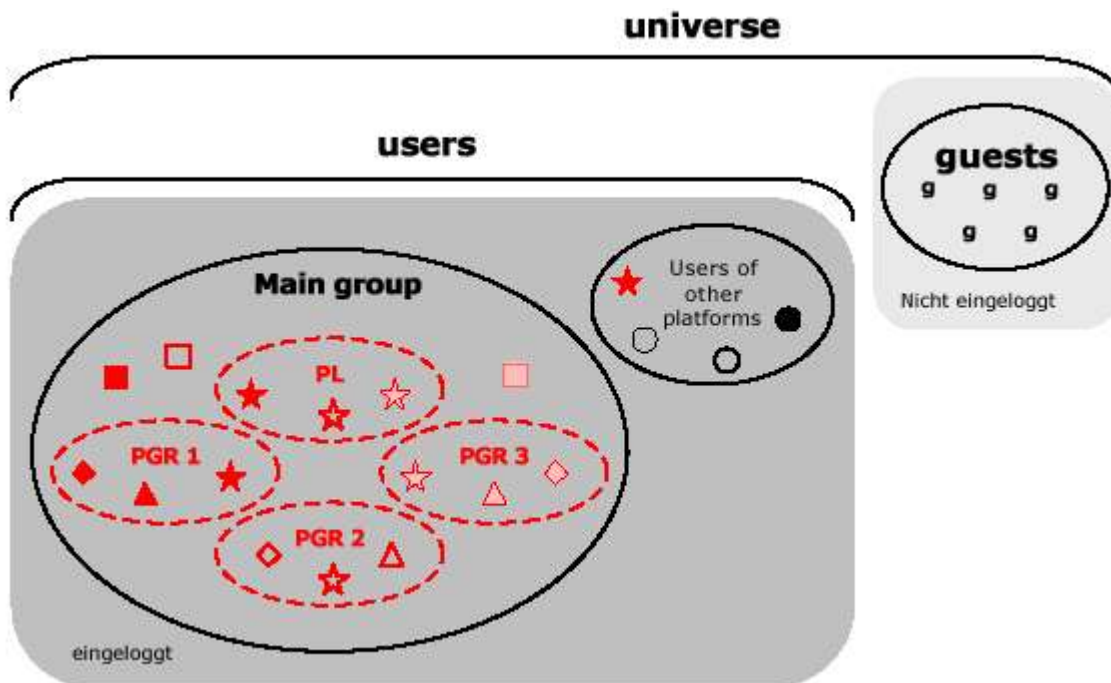 universe
users
guests
g g g
g g
Nicht eingeloggt
Main group
Users of
other
platforms
PL
PGR 1
PGR 3
PGR 2
eingeloggt